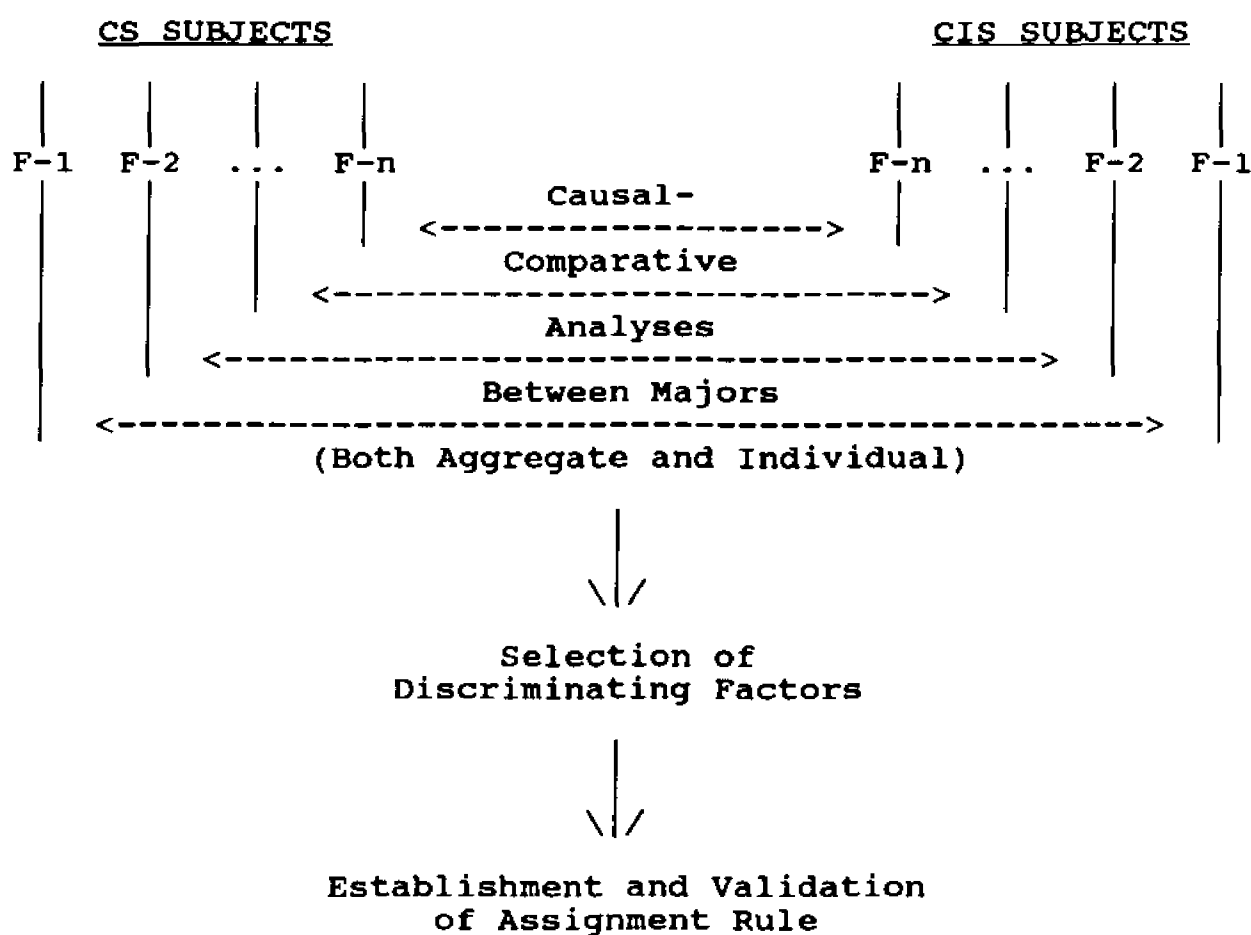 CS SUBJECTS CIS SUBJECTS
F-1 F-2 ... F-n F-n ... F-2 F-1
Causal-
Comparative
Analyses
Between Majors
(Both Aggregate and Individual)
Selection of
Discriminating Factors
Establishment and Validation
of Assignment Rule